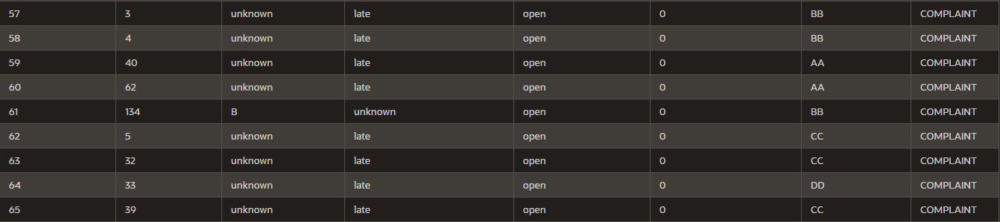 57 3 unknown late open 0 BB COMPLAINT
58 4 unknown late open 0 BB COMPLAINT
59 40 unknown late open 0 AA COMPLAINT
60 62 unknown late open 0 AA COMPLAINT
61 134 B unknown open 0 BB COMPLAINT
62 5 unknown late open 0 CC COMPLAINT
63 32 unknown late open 0 CC COMPLAINT
64 33 unknown late open 0 DD COMPLAINT
65 39 unknown late open 0 CC COMPLAINT